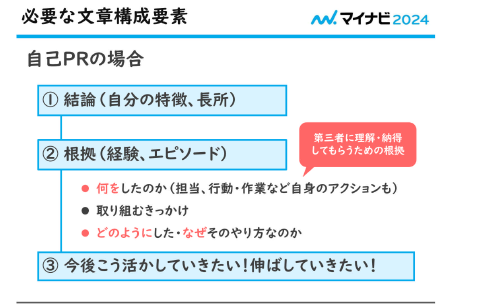 必要な文章構成要素
マイナビ2024
自己PRの場合
① 結論（自分の特徴、長所）
② 根拠（経験、エピソード）
第三者に理解・納得
してもらうための根拠
● 何をしたのか（担当、行動・作業など自身のアクションも）
● 取り組むきっかけ
● どのようにした・なぜそのやり方なのか
③ 今後こう活かしていきたい！伸ばしていきたい！